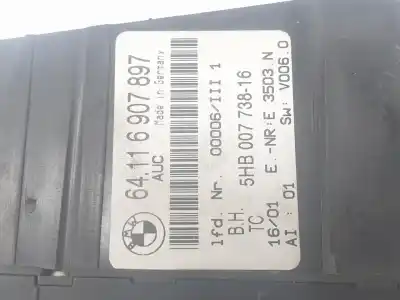 64.11 6 907 897
AUC Made in Germany
lfd. Nr. 00006/III 1
B.H. 5HB 007 738-16
TC
16/01 E.-NR:E 3503 N
AI : 01 SW: V006.0